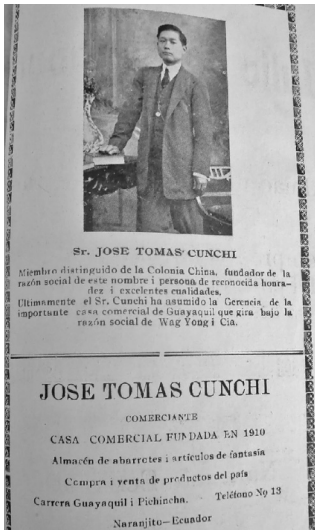 Sr. JOSE TOMAS CUNCHI
Miembro distinguido de la Colonia China, fundador de la
razón social de este nombre i persona de reconocida honra-
dez i excelentes cualidades.
Ultimamente el Sr. Cunchi ha asumido la Gerencia de la
importante casa comercial de Guayaquil que gira bajo la
razón social de Wag Yong i Cia.
JOSE TOMAS CUNCHI
COMERCIANTE
CASA COMERCIAL FUNDADA EN 1910
Almacén de abarrotes i artículos de fantasia
Compra i venta de productos del país
Carrera Guayaquil i Pichincha. Teléfono No 13
Naranjito—Ecuador